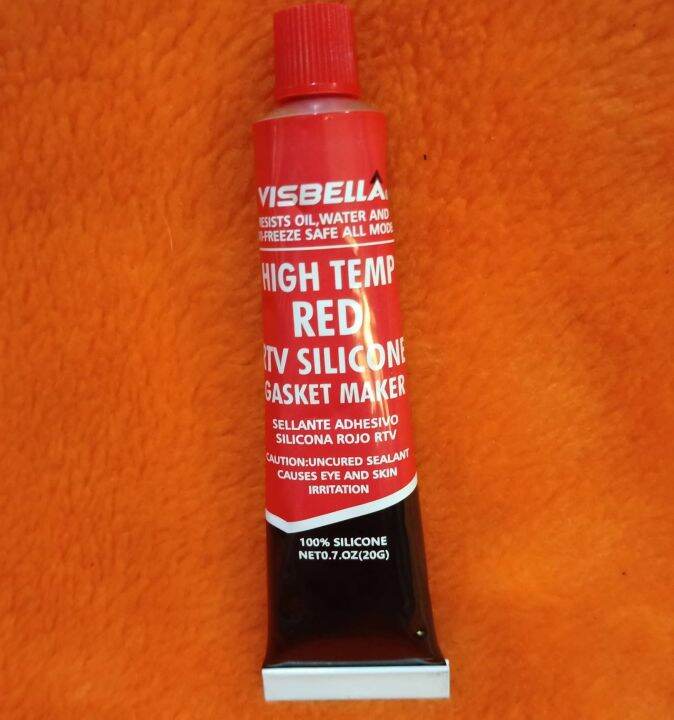 VISBELLA
RESISTS OIL,WATER AND
-FREEZE SAFE ALL MODE
HIGH TEMP
RED
RTV SILICONE
GASKET MAKER
SELLANTE ADHESIVO
SILICONA ROJO RTV
CAUTION:UNCURED SEALANT
CAUSES EYE AND SKIN
IRRITATION
100% SILICONE
NET0.7.OZ(20G)